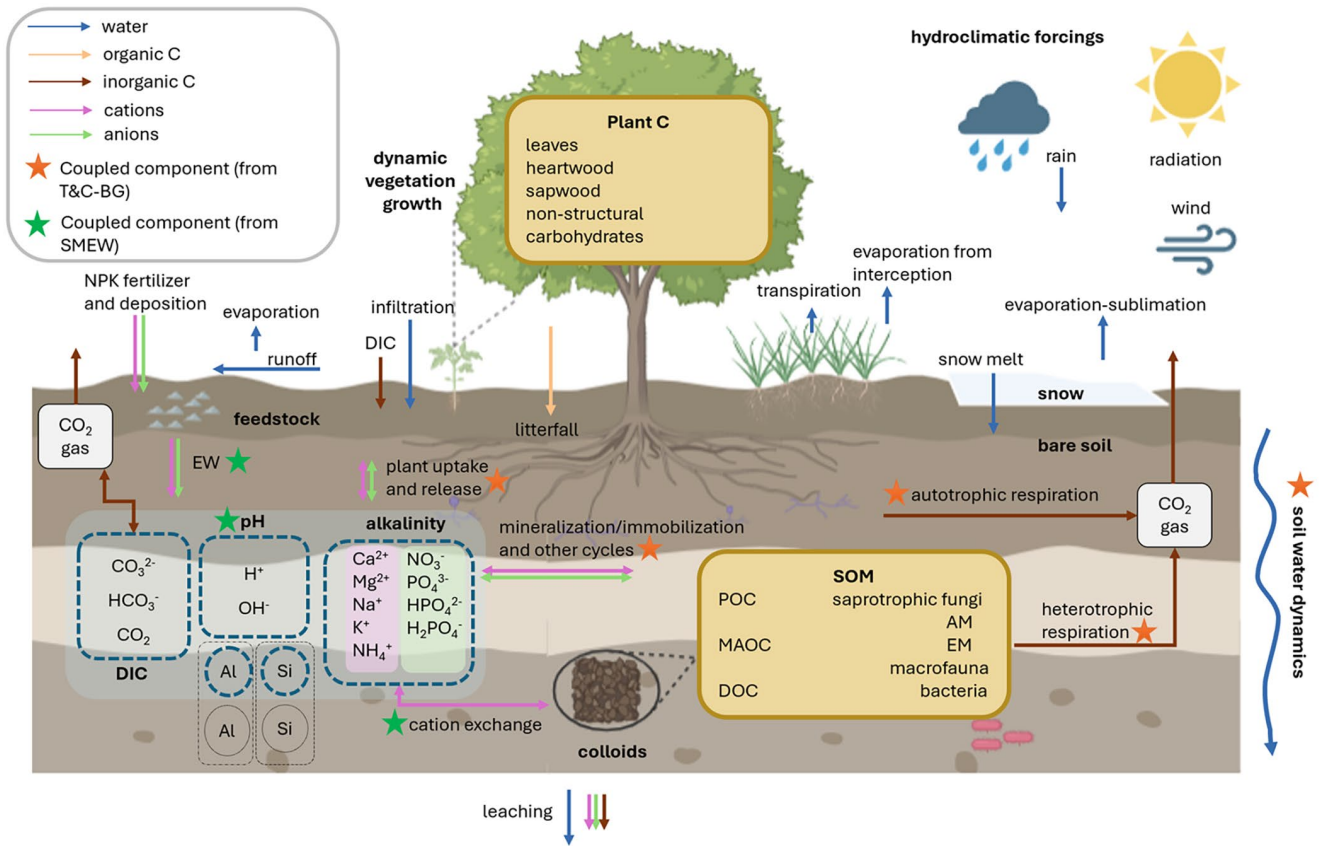 water
organic C
inorganic C
cations
anions
Coupled component (from
T&C-BG)
Coupled component (from
SMEW)
hydroclimatic forcings
rain
radiation
wind
dynamic
vegetation
growth
Plant C
leaves
heartwood
sapwood
non-structural
carbohydrates
NPK fertilizer
and deposition
evaporation
runoff
infiltration
DIC
litterfall
transpiration
evaporation from
interception
evaporation-sublimation
snow melt
snow
bare soil
CO₂
gas
feedstock
EW
plant uptake
and release
mineralization/immobilization
and other cycles
autotrophic respiration
CO₂
gas
soil water dynamics
pH
alkalinity
CO₃²⁻
HCO₃⁻
CO₂
DIC
H⁺
OH⁻
Ca²⁺
Mg²⁺
Na⁺
K⁺
NH₄⁺
NO₃⁻
PO₄³⁻
HPO₄²⁻
H₂PO₄⁻
Al
Si
Al
Si
cation exchange
colloids
SOM
POC
MAOC
DOC
saprotrophic fungi
AM
EM
macrofauna
bacteria
heterotrophic
respiration
leaching